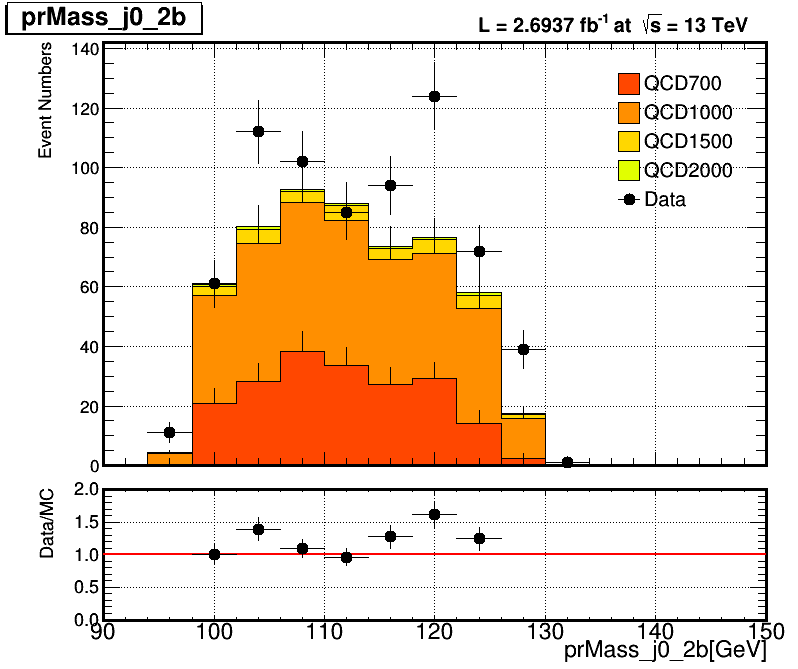 prMass_j0_2b
L = 2.6937 fb⁻¹ at √s = 13 TeV
Event Numbers
140
120
100
80
60
40
20
0
QCD700
QCD1000
QCD1500
QCD2000
Data
Data/MC
2.0
1.5
1.0
0.5
0.0
90 100 110 120 130 140 150
prMass_j0_2b[GeV]